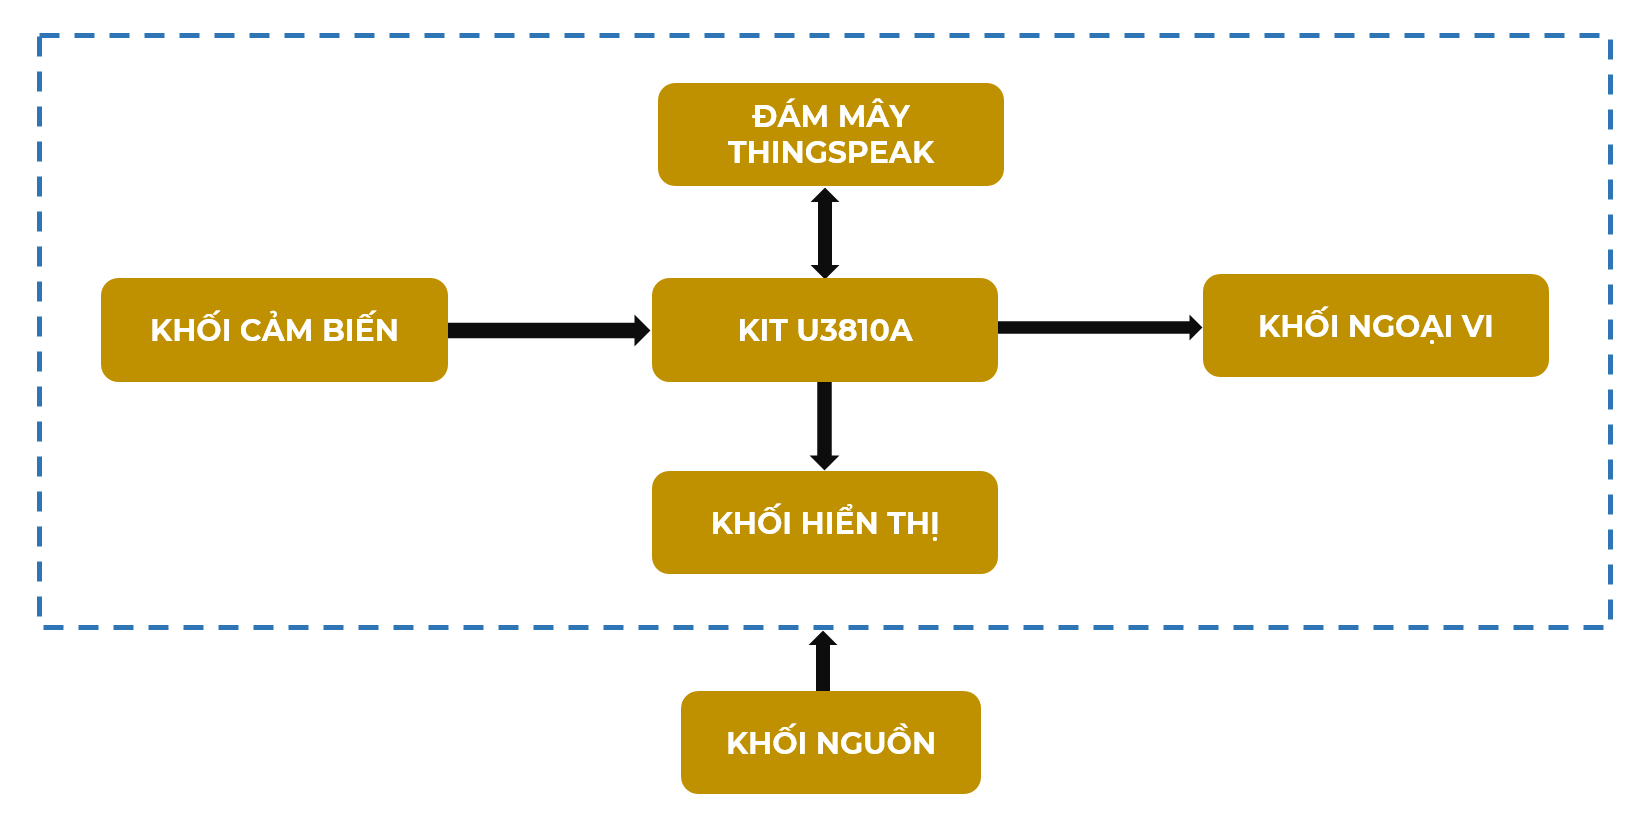 ĐÁM MÂY
THINGSPEAK
KHỐI CẢM BIẾN
KIT U3810A
KHỐI NGOẠI VI
KHỐI HIỂN THỊ
KHỐI NGUỒN